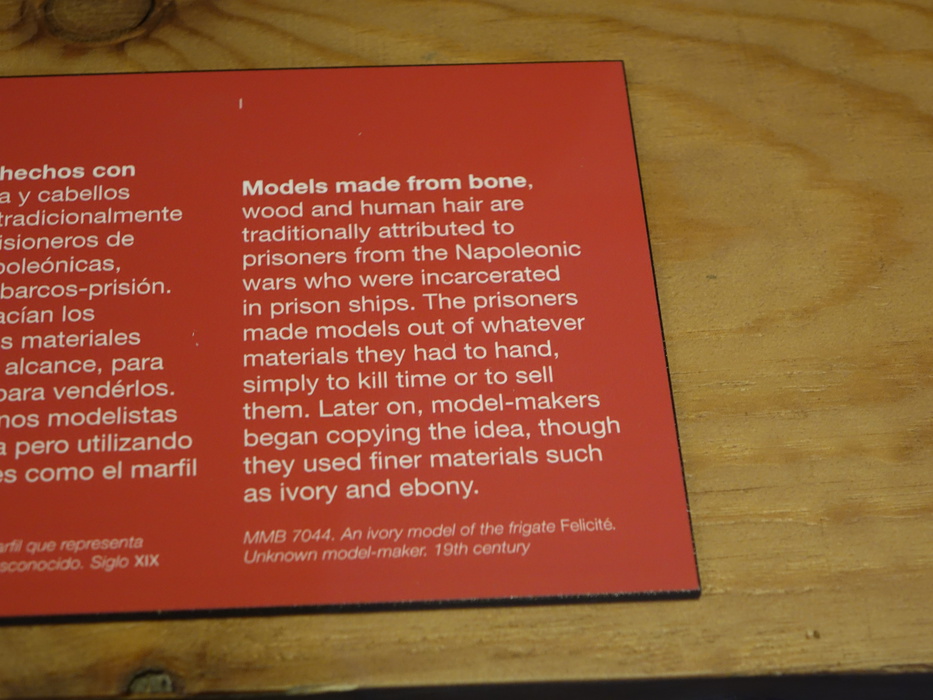 hechos con
a y cabellos
tradicionalmente
isioneros de
poleónicas,
barcos-prisión.
acían los
s materiales
alcance, para
para vendérlos.
nos modelistas
a pero utilizando
es como el marfil
arfil que representa
sconocido. Siglo XIX
Models made from bone,
wood and human hair are
traditionally attributed to
prisoners from the Napoleonic
wars who were incarcerated
in prison ships. The prisoners
made models out of whatever
materials they had to hand,
simply to kill time or to sell
them. Later on, model-makers
began copying the idea, though
they used finer materials such
as ivory and ebony.
MMB 7044. An ivory model of the frigate Felicité.
Unknown model-maker. 19th century